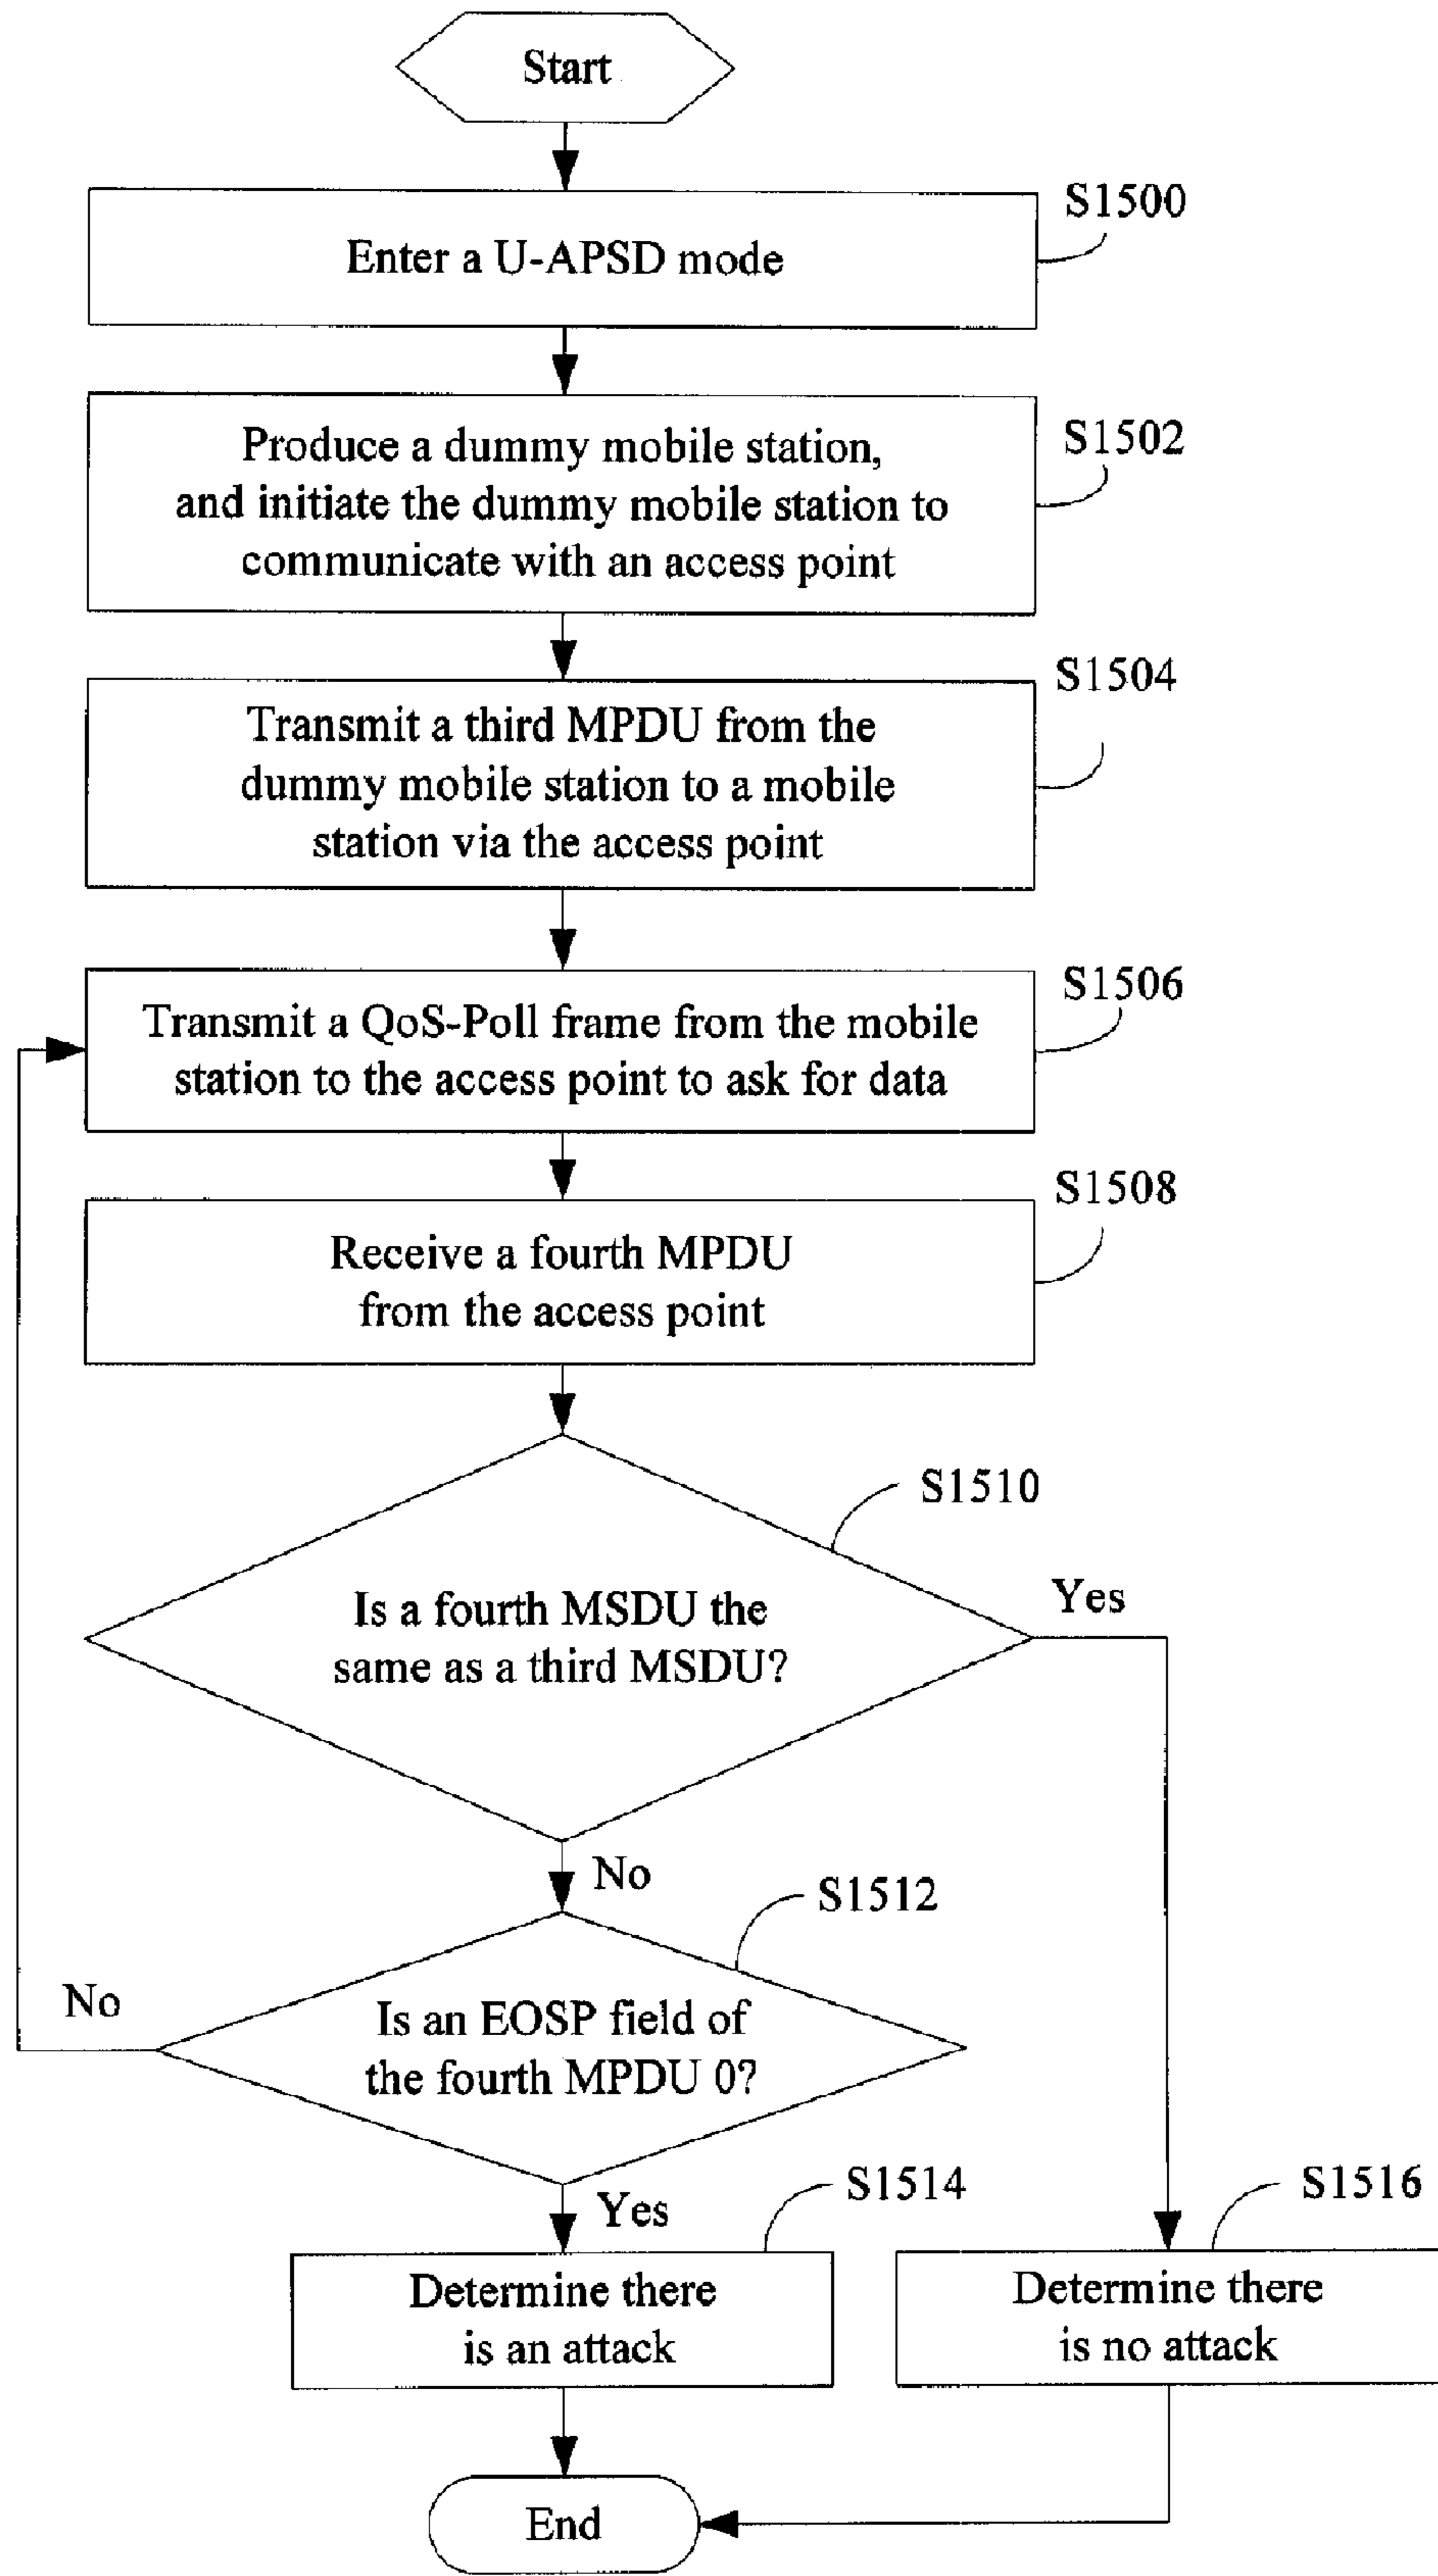 Start
S1500
Enter a U-APSD mode
S1502
Produce a dummy mobile station,
and initiate the dummy mobile station to
communicate with an access point
S1504
Transmit a third MPDU from the
dummy mobile station to a mobile
station via the access point
S1506
Transmit a QoS-Poll frame from the mobile
station to the access point to ask for data
S1508
Receive a fourth MPDU
from the access point
S1510
Is a fourth MSDU the
same as a third MSDU?
Yes
No
S1512
Is an EOSP field of
the fourth MPDU 0?
No
Yes
S1514
Determine there
is an attack
S1516
Determine there
is no attack
End